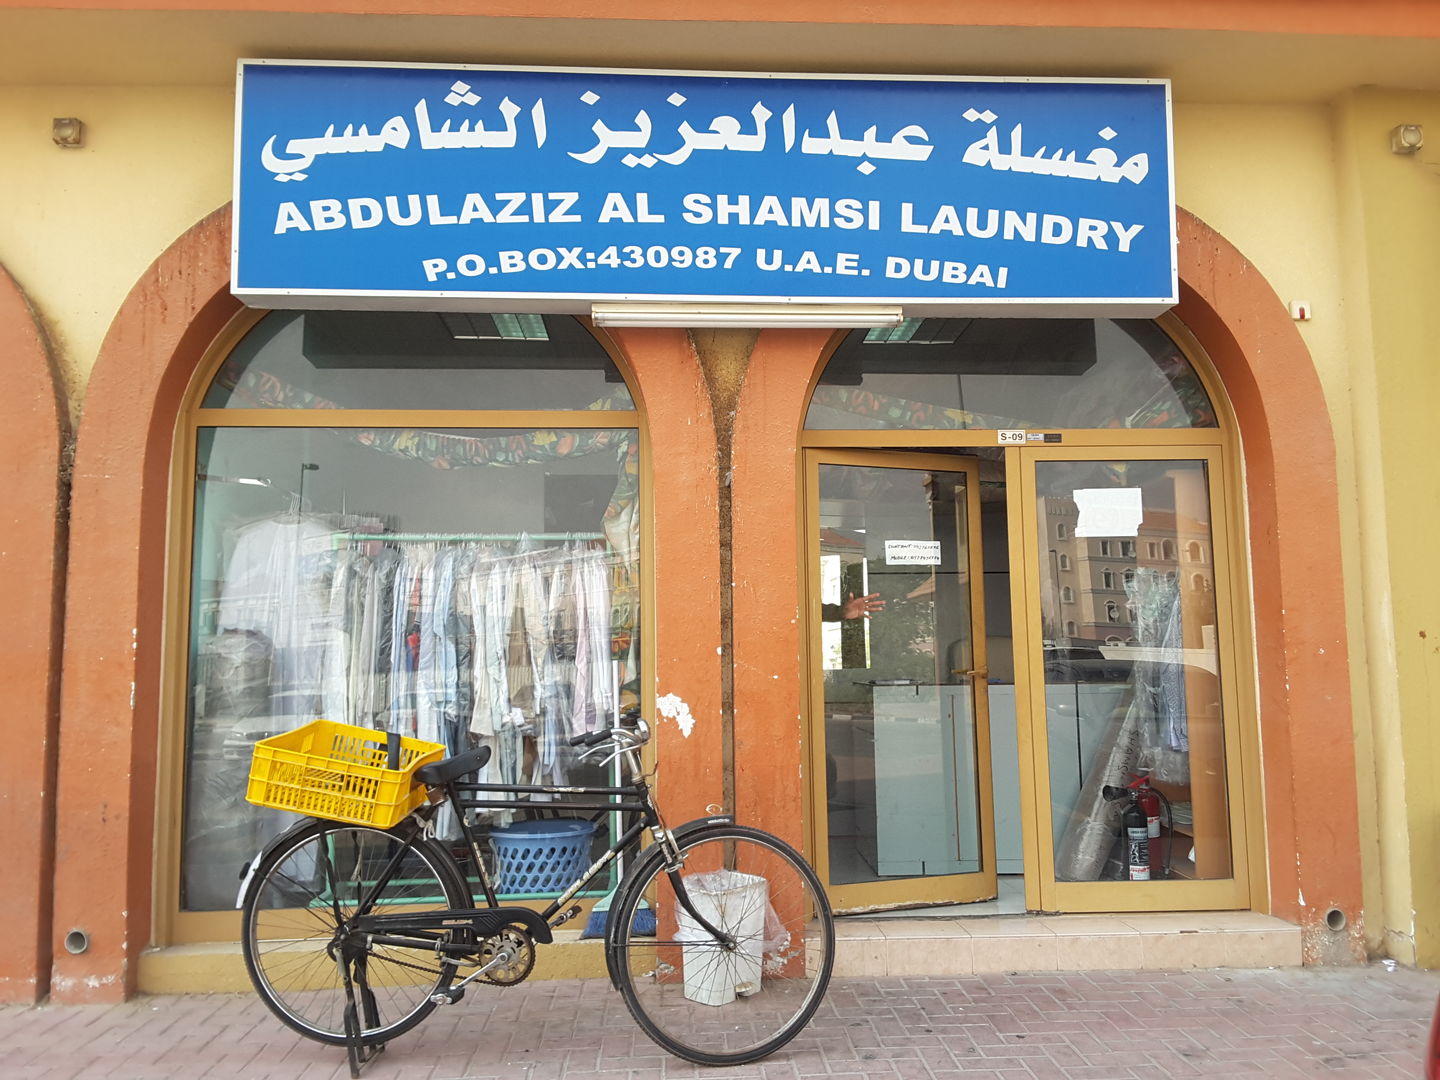 مغسلة عبدالعزيز الشامسي
ABDULAZIZ AL SHAMSI LAUNDRY
P.O.BOX:430987 U.A.E. DUBAI
S-09